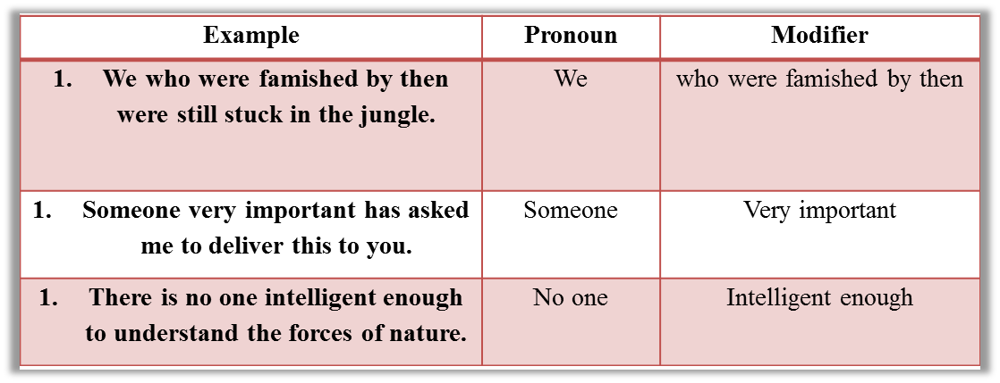 Example Pronoun Modifier
1. We who were famished by then We who were famished by then
were still stuck in the jungle.
1. Someone very important has asked Someone Very important
me to deliver this to you.
1. There is no one intelligent enough No one Intelligent enough
to understand the forces of nature.